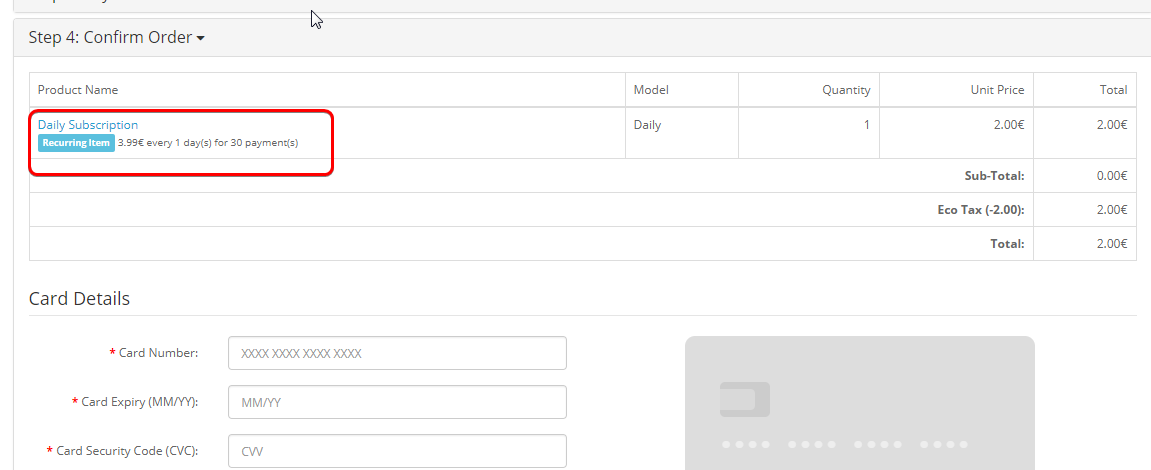 Step 4: Confirm Order
Product Name Model Quantity Unit Price Total
Daily Subscription Daily 1 2.00€ 2.00€
Recurring Item 3.99€ every 1 day(s) for 30 payment(s)
Sub-Total: 0.00€
Eco Tax (-2.00): 2.00€
Total: 2.00€
Card Details
* Card Number: XXXX XXXX XXXX XXXX
* Card Expiry (MM/YY): MM/YY
* Card Security Code (CVC): CVV